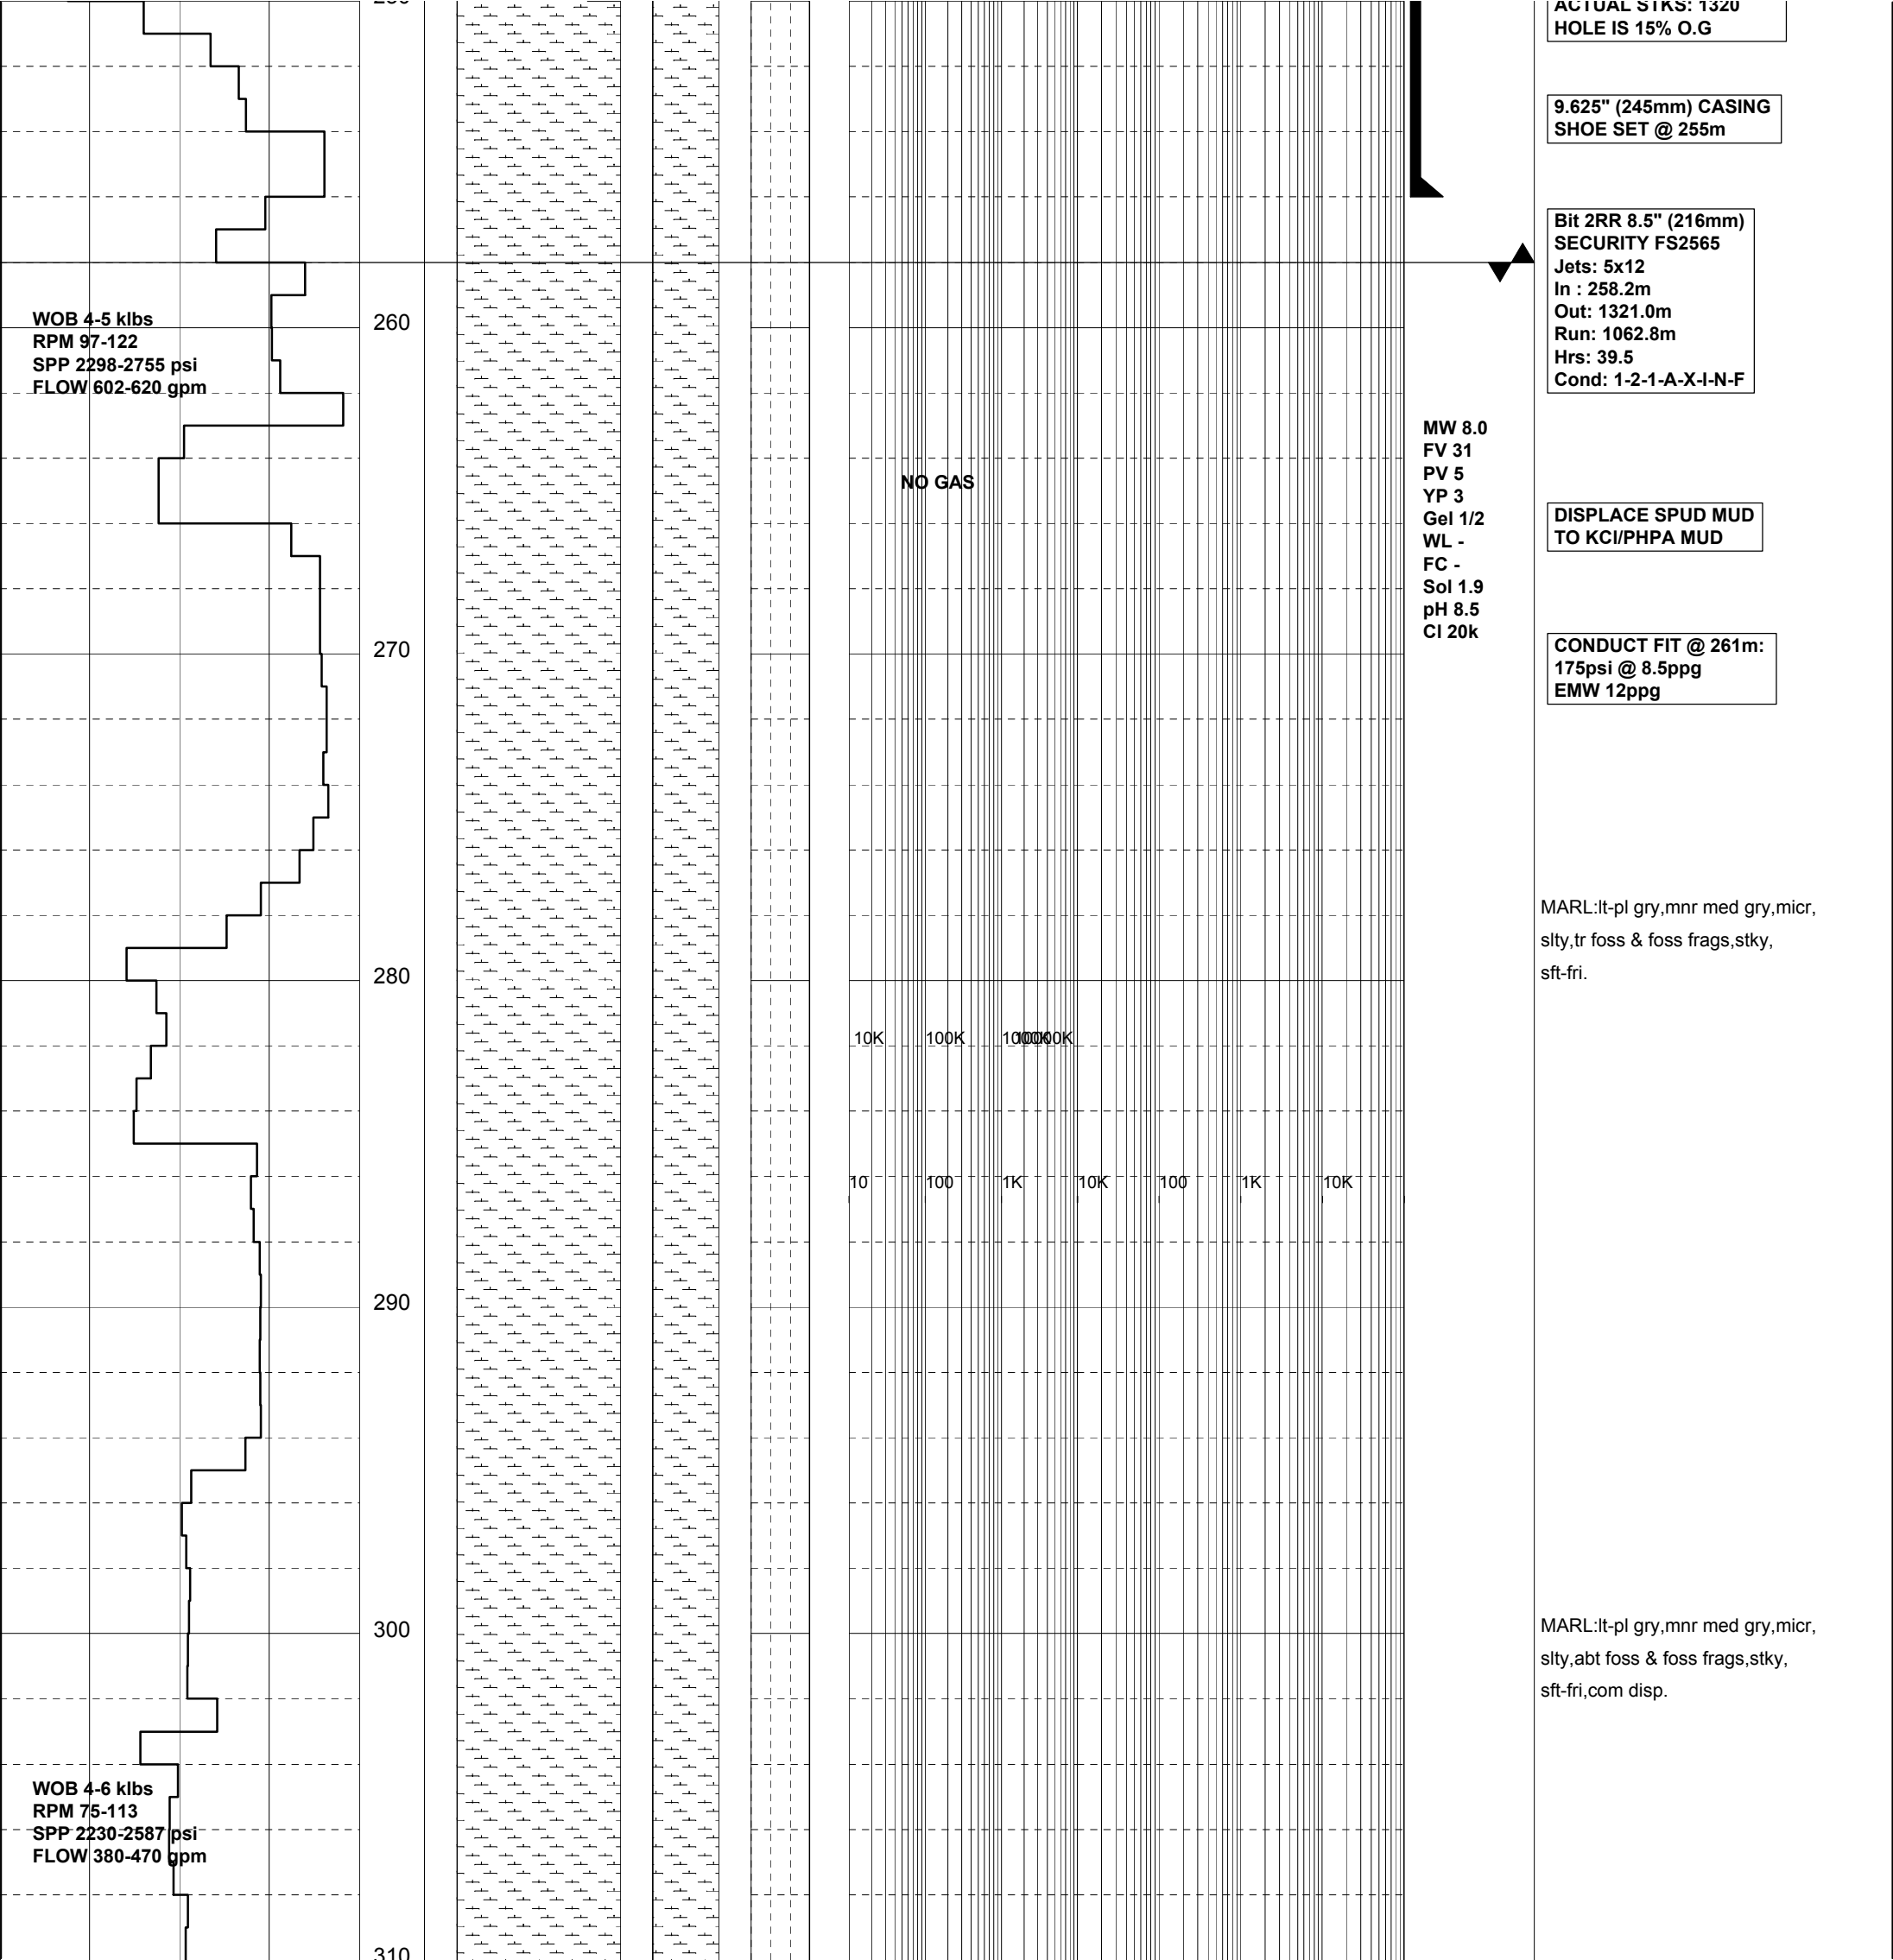 ACTUAL STKS: 1320
HOLE IS 15% O.G
9.625" (245mm) CASING
SHOE SET @ 255m
Bit 2RR 8.5" (216mm)
SECURITY FS2565
Jets: 5x12
In : 258.2m
Out: 1321.0m
Run: 1062.8m
Hrs: 39.5
Cond: 1-2-1-A-X-I-N-F
WOB 4-5 klbs
RPM 97-122
SPP 2298-2755 psi
FLOW 602-620 gpm
260
MW 8.0
FV 31
PV 5
YP 3
Gel 1/2
WL -
FC -
Sol 1.9
pH 8.5
Cl 20k
NO GAS
DISPLACE SPUD MUD
TO KCl/PHPA MUD
270
CONDUCT FIT @ 261m:
175psi @ 8.5ppg
EMW 12ppg
MARL:lt-pl gry,mnr med gry,micr,
slty,tr foss & foss frags,stky,
sft-fri.
280
10K 100K
10 100 1K 10K 100 1K 10K
290
300
MARL:lt-pl gry,mnr med gry,micr,
slty,abt foss & foss frags,stky,
sft-fri,com disp.
WOB 4-6 klbs
RPM 75-113
SPP 2230-2587 psi
FLOW 380-470 gpm
310